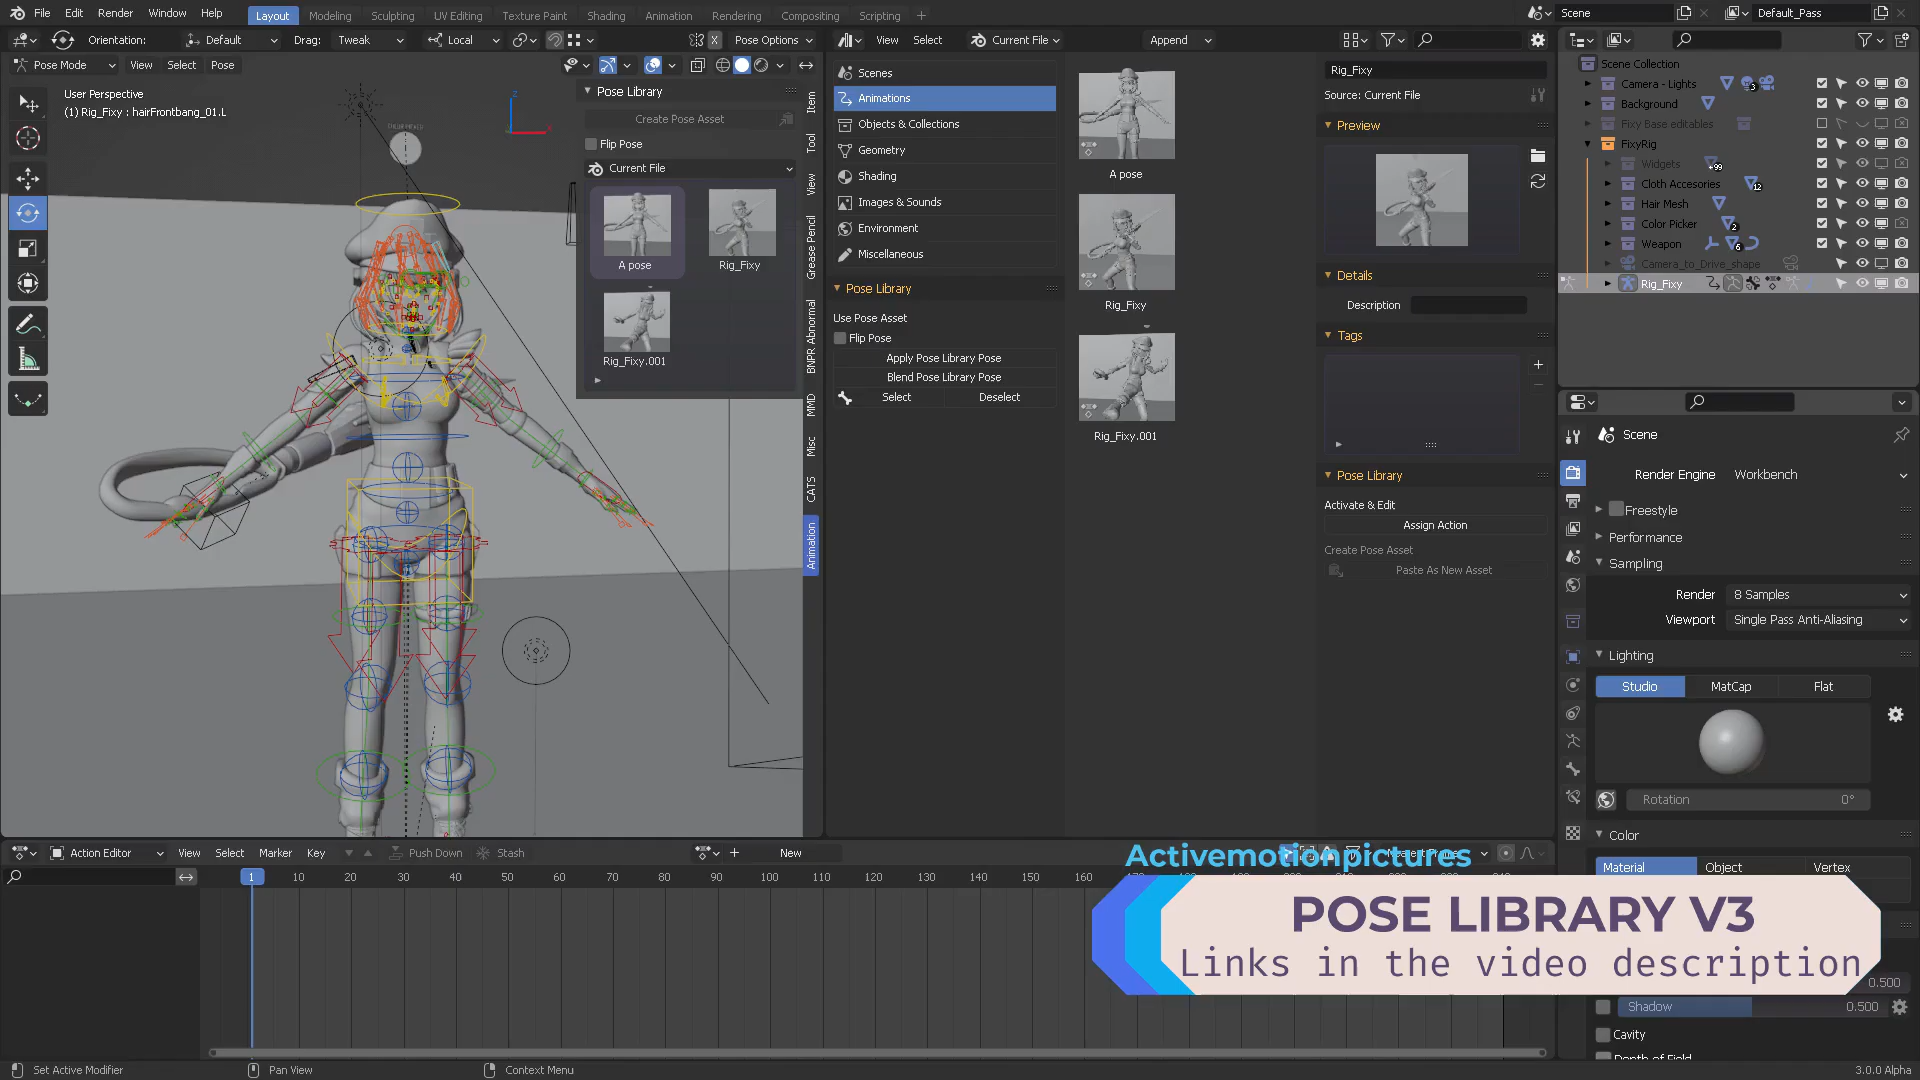 File Edit Render Window Help Layout Modeling Sculpting UV Editing Texture Paint Shading Animation Rendering Compositing Scripting + Scene Default_Pass
Orientation: Default Drag: Tweak Local X Pose Options
Pose Mode View Select Pose
User Perspective
(1) Rig_Fixy : hairFrontbang_01.L
Pose Library
Create Pose Asset
Flip Pose
Current File
A pose
Rig_Fixy
Rig_Fixy.001
Item
Tool
View
Grease Pencil
BNPR Abnormal
MMD
Misc
CATS
Animation
View Select Current File Append
Scenes
Animations
Objects & Collections
Geometry
Shading
Images & Sounds
Environment
Miscellaneous
Pose Library
Use Pose Asset
Flip Pose
Apply Pose Library Pose
Blend Pose Library Pose
Select Deselect
A pose
Rig_Fixy
Rig_Fixy.001
Rig_Fixy
Source: Current File
Preview
Details
Description
Tags
Pose Library
Activate & Edit
Assign Action
Create Pose Asset
Paste As New Asset
Scene Collection
Camera - Lights 3
Background
Fixy Base editables
FixyRig
Widgets +99
Cloth Accesories 12
Hair Mesh
Color Picker 2
Weapon 6
Camera_to_Drive_shape
Rig_Fixy
Scene
Render Engine Workbench
Freestyle
Performance
Sampling
Render 8 Samples
Viewport Single Pass Anti-Aliasing
Lighting
Studio MatCap Flat
Rotation 0°
Color
Material Object Vertex
0.500
Shadow 0.500
Cavity
Depth of Field
Action Editor View Select Marker Key Push Down Stash New
1 10 20 30 40 50 60 70 80 90 100 110 120 130 140 150 160
Activemotionpictures
POSE LIBRARY V3
Links in the video description
Set Active Modifier Pan View Context Menu 3.0.0 Alpha